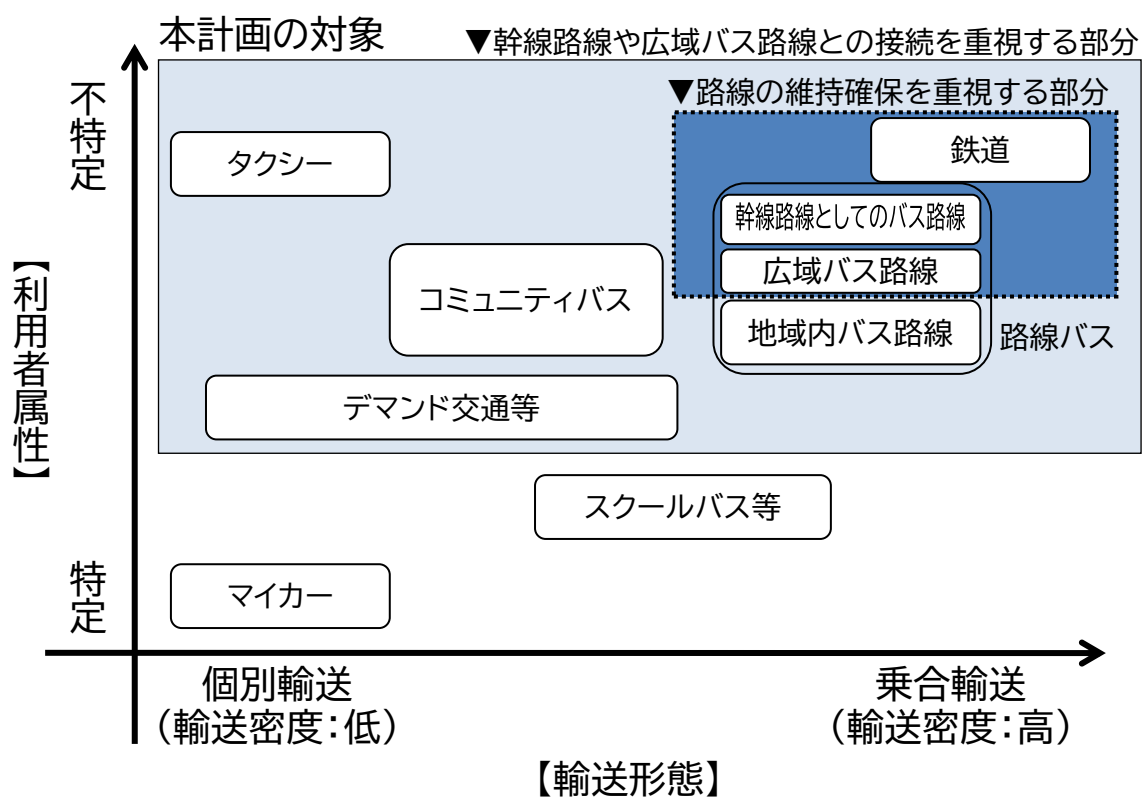 本計画の対象
▼幹線路線や広域バス路線との接続を重視する部分
▼路線の維持確保を重視する部分
不特定
タクシー
鉄道
幹線路線としてのバス路線
広域バス路線
コミュニティバス
地域内バス路線
路線バス
【利用者属性】
デマンド交通等
スクールバス等
特定
マイカー
個別輸送
（輸送密度：低）
乗合輸送
（輸送密度：高）
【輸送形態】